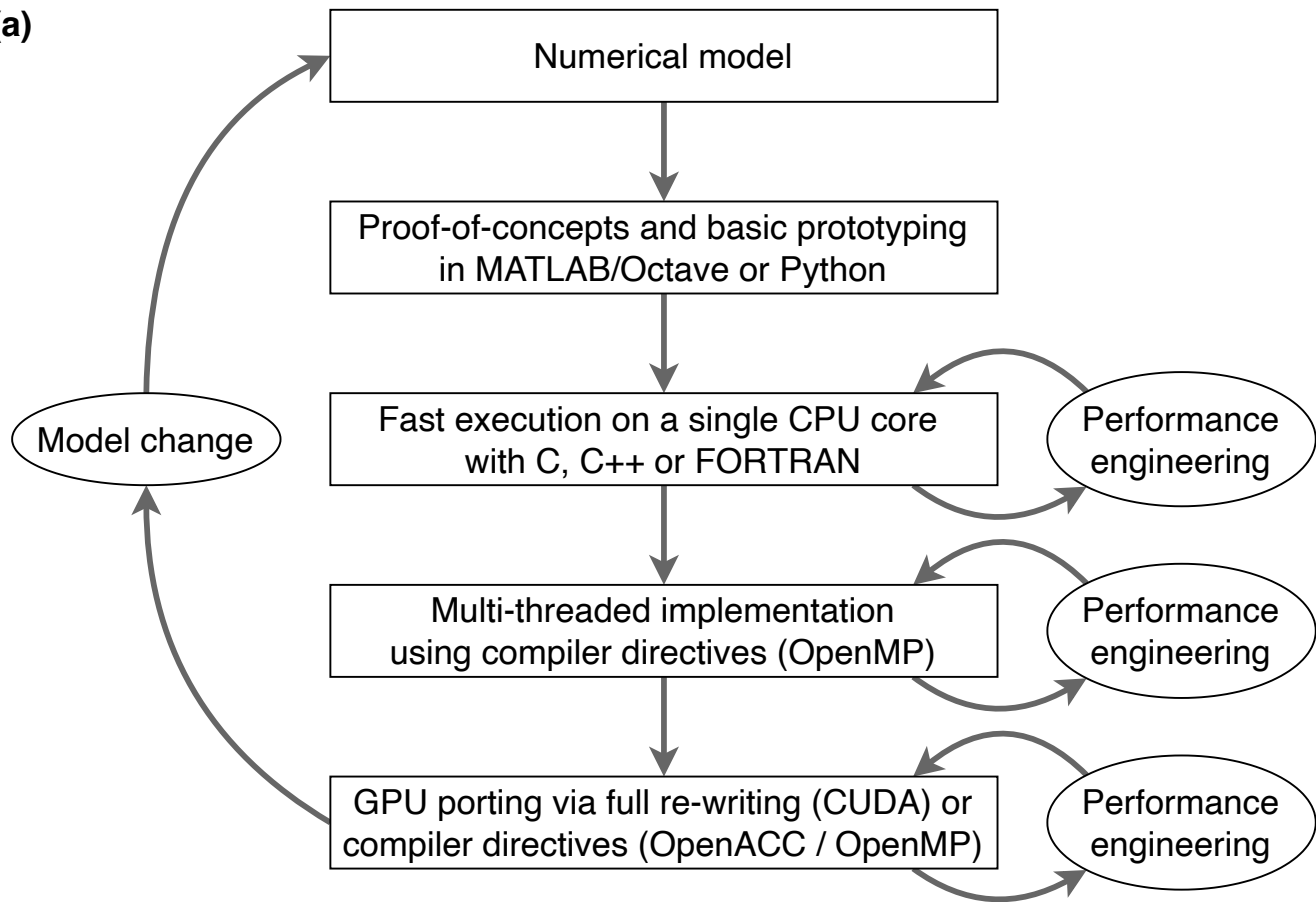 (a)
Numerical model
Proof-of-concepts and basic prototyping
in MATLAB/Octave or Python
Model change
Fast execution on a single CPU core
with C, C++ or FORTRAN
Performance
engineering
Multi-threaded implementation
using compiler directives (OpenMP)
Performance
engineering
GPU porting via full re-writing (CUDA) or
compiler directives (OpenACC / OpenMP)
Performance
engineering